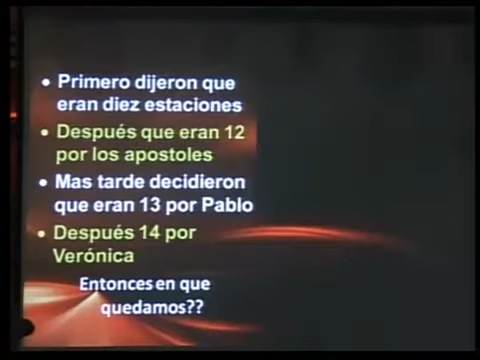 • Primero dijeron que
eran diez estaciones
• Después que eran 12
por los apostoles
• Mas tarde decidieron
que eran 13 por Pablo
• Después 14 por
Verónica
Entonces en que
quedamos??